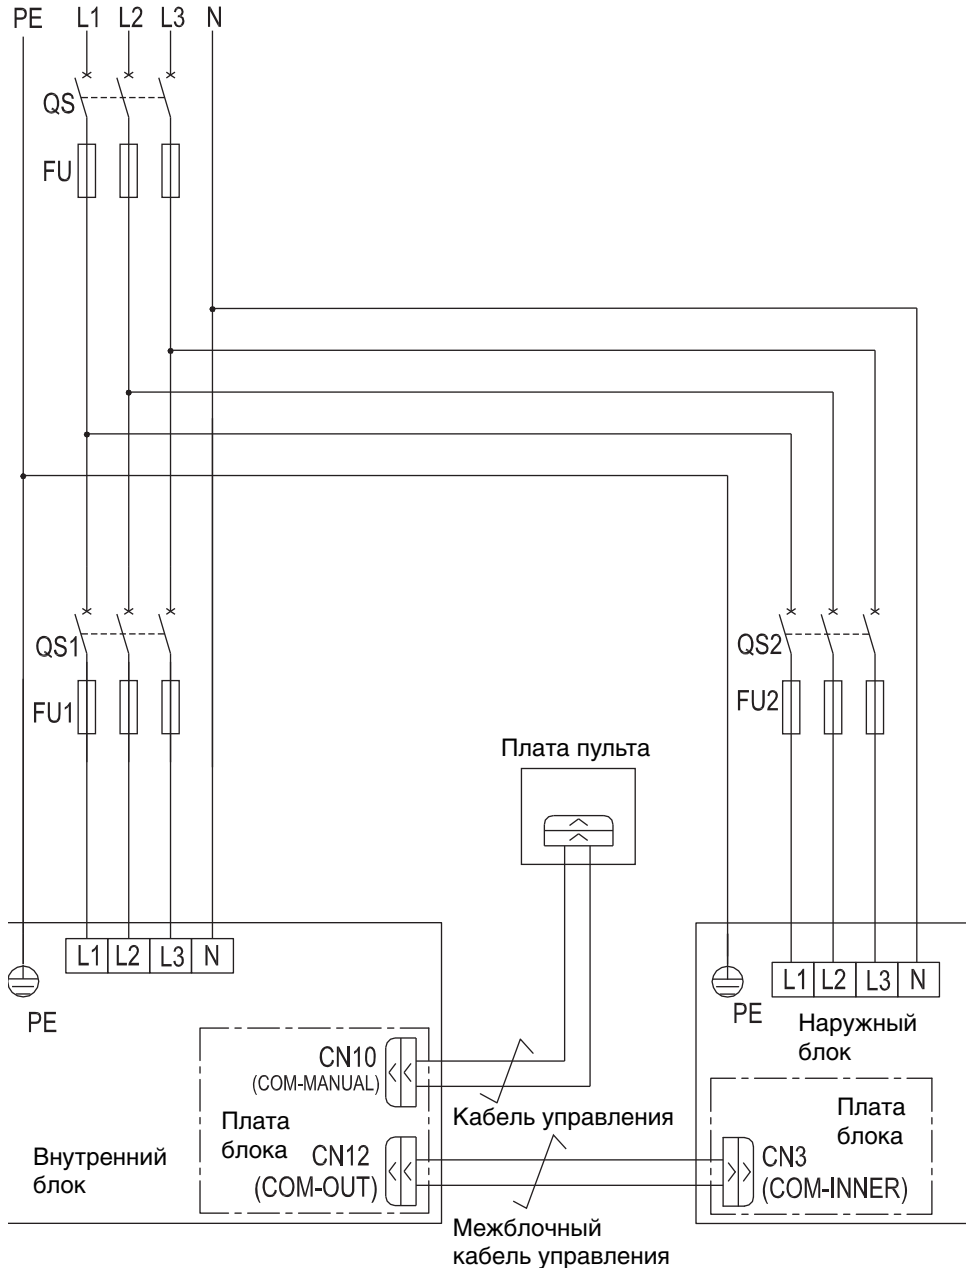 PE L1 L2 L3 N
QS
FU
QS1
QS2
FU1
FU2
Плата пульта
L1 L2 L3 N
PE
L1 L2 L3 N
PE
Наружный
блок
CN10
(COM-MANUAL)
Кабель управления
Плата
блока
CN12
(COM-OUT)
Внутренний
блок
Плата
блока
CN3
(COM-INNER)
Межблочный
кабель управления